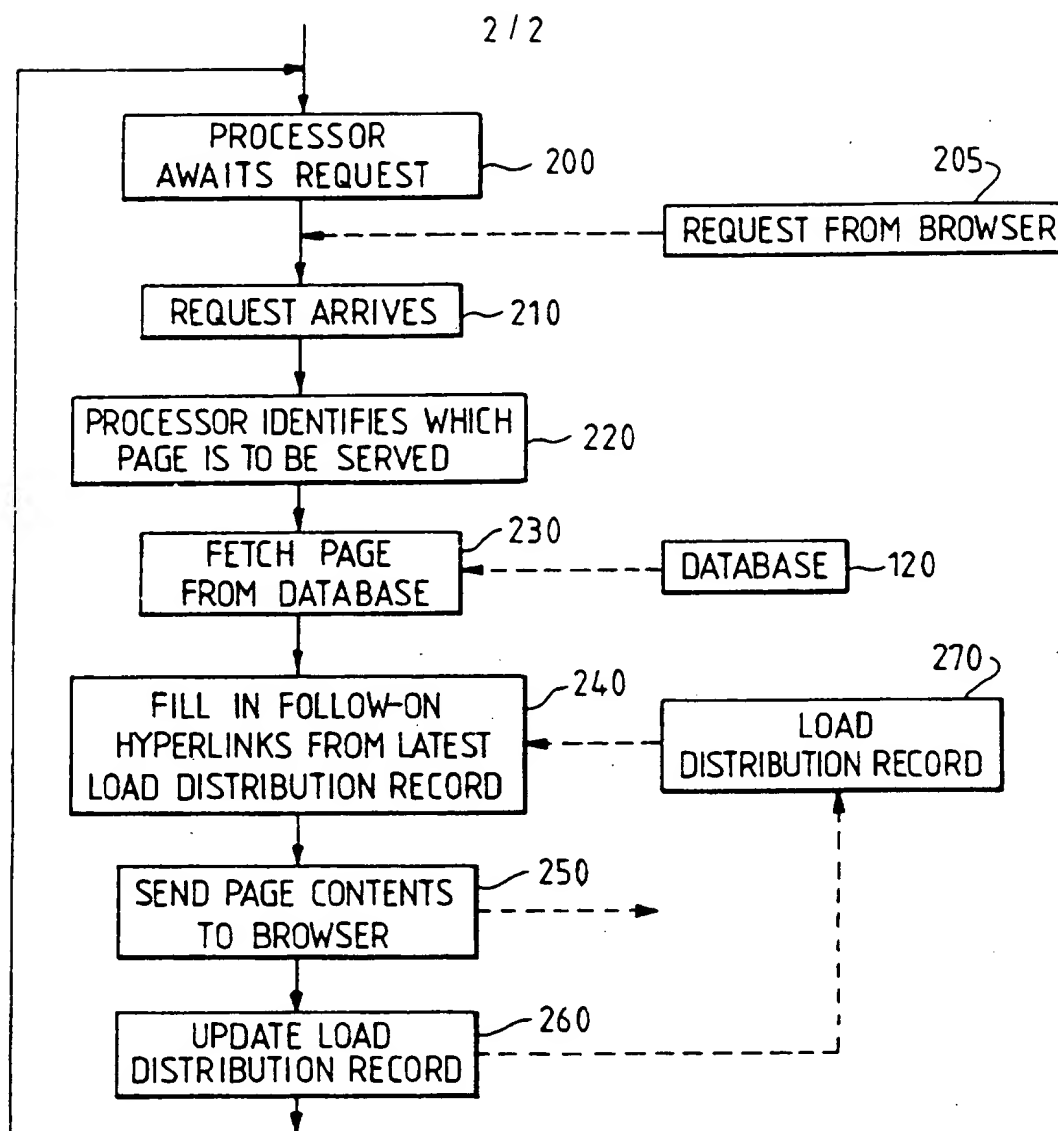 2/2
PROCESSOR
AWAITS REQUEST
200
205
REQUEST FROM BROWSER
REQUEST ARRIVES
210
PROCESSOR IDENTIFIES WHICH
PAGE IS TO BE SERVED
220
230
FETCH PAGE
FROM DATABASE
DATABASE
120
240
FILL IN FOLLOW-ON
HYPERLINKS FROM LATEST
LOAD DISTRIBUTION RECORD
270
LOAD
DISTRIBUTION RECORD
250
SEND PAGE CONTENTS
TO BROWSER
260
UPDATE LOAD
DISTRIBUTION RECORD